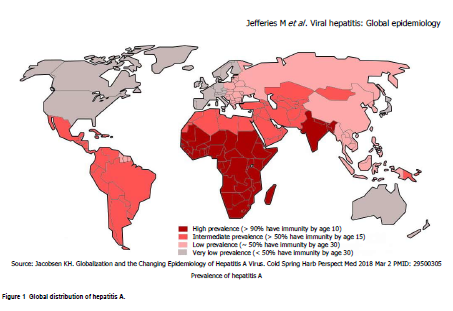 Jefferies M et al. Viral hepatitis: Global epidemiology
High prevalence (> 90% have immunity by age 10)
Intermediate prevalence (> 50% have immunity by age 15)
Low prevalence (~ 50% have immunity by age 30)
Very low prevalence (< 50% have immunity by age 30)
Source: Jacobsen KH. Globalization and the Changing Epidemiology of Hepatitis A Virus. Cold Spring Harb Perspect Med 2018 Mar 2 PMID: 29500305
Prevalence of hepatitis A
Figure 1 Global distribution of hepatitis A.